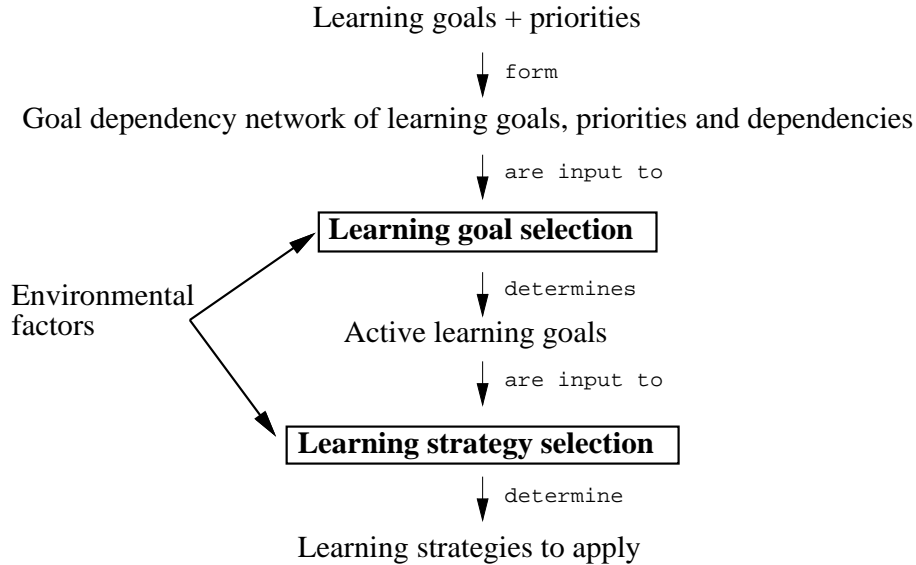 Learning goals + priorities
form
Goal dependency network of learning goals, priorities and dependencies
are input to
Learning goal selection
determines
Environmental
factors
Active learning goals
are input to
Learning strategy selection
determine
Learning strategies to apply